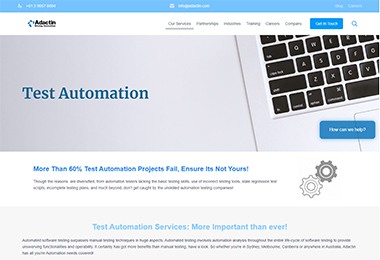 info@adactin.com
Blog Careers
Adactin
Our Services Partnerships Industries Training Careers Company Get In Touch
Test Automation
How can we help?
More Than 60% Test Automation Projects Fail, Ensure Its Not Yours!
Though the reasons are diversified, from automation testers lacking the basic testing skills, use of incorrect testing tools, stale regression test
scripts, incomplete testing plans, and much beyond, don't get caught by the unskilled automation testing companies!
Test Automation Services: More Important than ever!
Automated software testing surpasses manual testing techniques in huge aspects. Automated testing involves automation analysis throughout the entire life-cycle of software testing to provide
unswerving functionalities and operability. It certainly has got more benefits than manual testing, have a look. So whether you're in Sydney, Melbourne, Canberra or anywhere in Australia, Adactin
has all you're Automation needs covered!